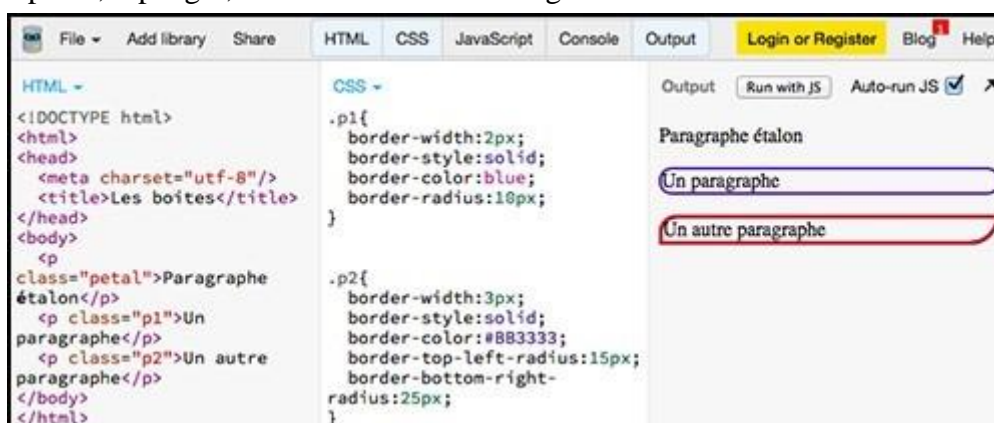 File Add library Share HTML CSS JavaScript Console Output Login or Register Blog 1 Help
HTML
<!DOCTYPE html>
<html>
<head>
<meta charset="utf-8"/>
<title>Les boites</title>
</head>
<body>
<p
class="petal">Paragraphe
étalon</p>
<p class="p1">Un
paragraphe</p>
<p class="p2">Un autre
paragraphe</p>
</body>
</html>
CSS
.p1{
border-width:2px;
border-style:solid;
border-color:blue;
border-radius:10px;
}
.p2{
border-width:3px;
border-style:solid;
border-color:#BB3333;
border-top-left-radius:15px;
border-bottom-right-
radius:25px;
}
Output Run with JS Auto-run JS
Paragraphe étalon
Un paragraphe
Un autre paragraphe